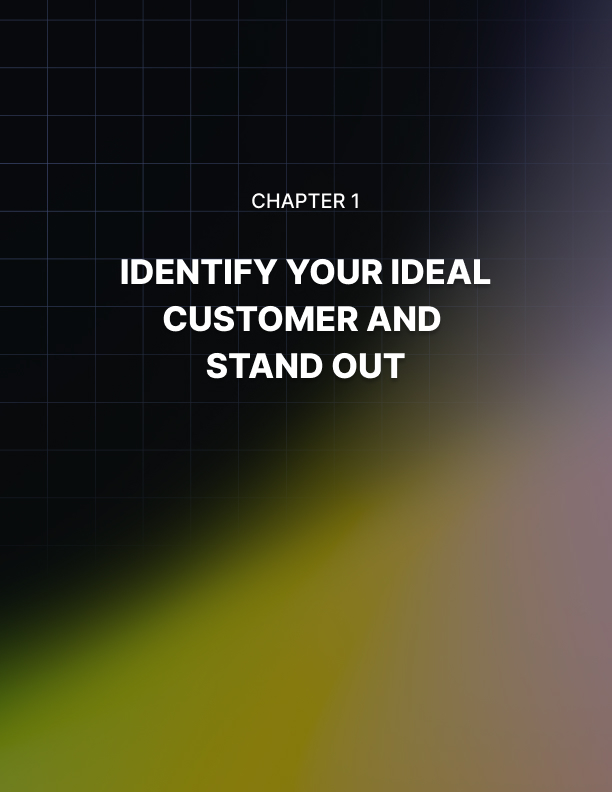 CHAPTER 1
IDENTIFY YOUR IDEAL
CUSTOMER AND
STAND OUT